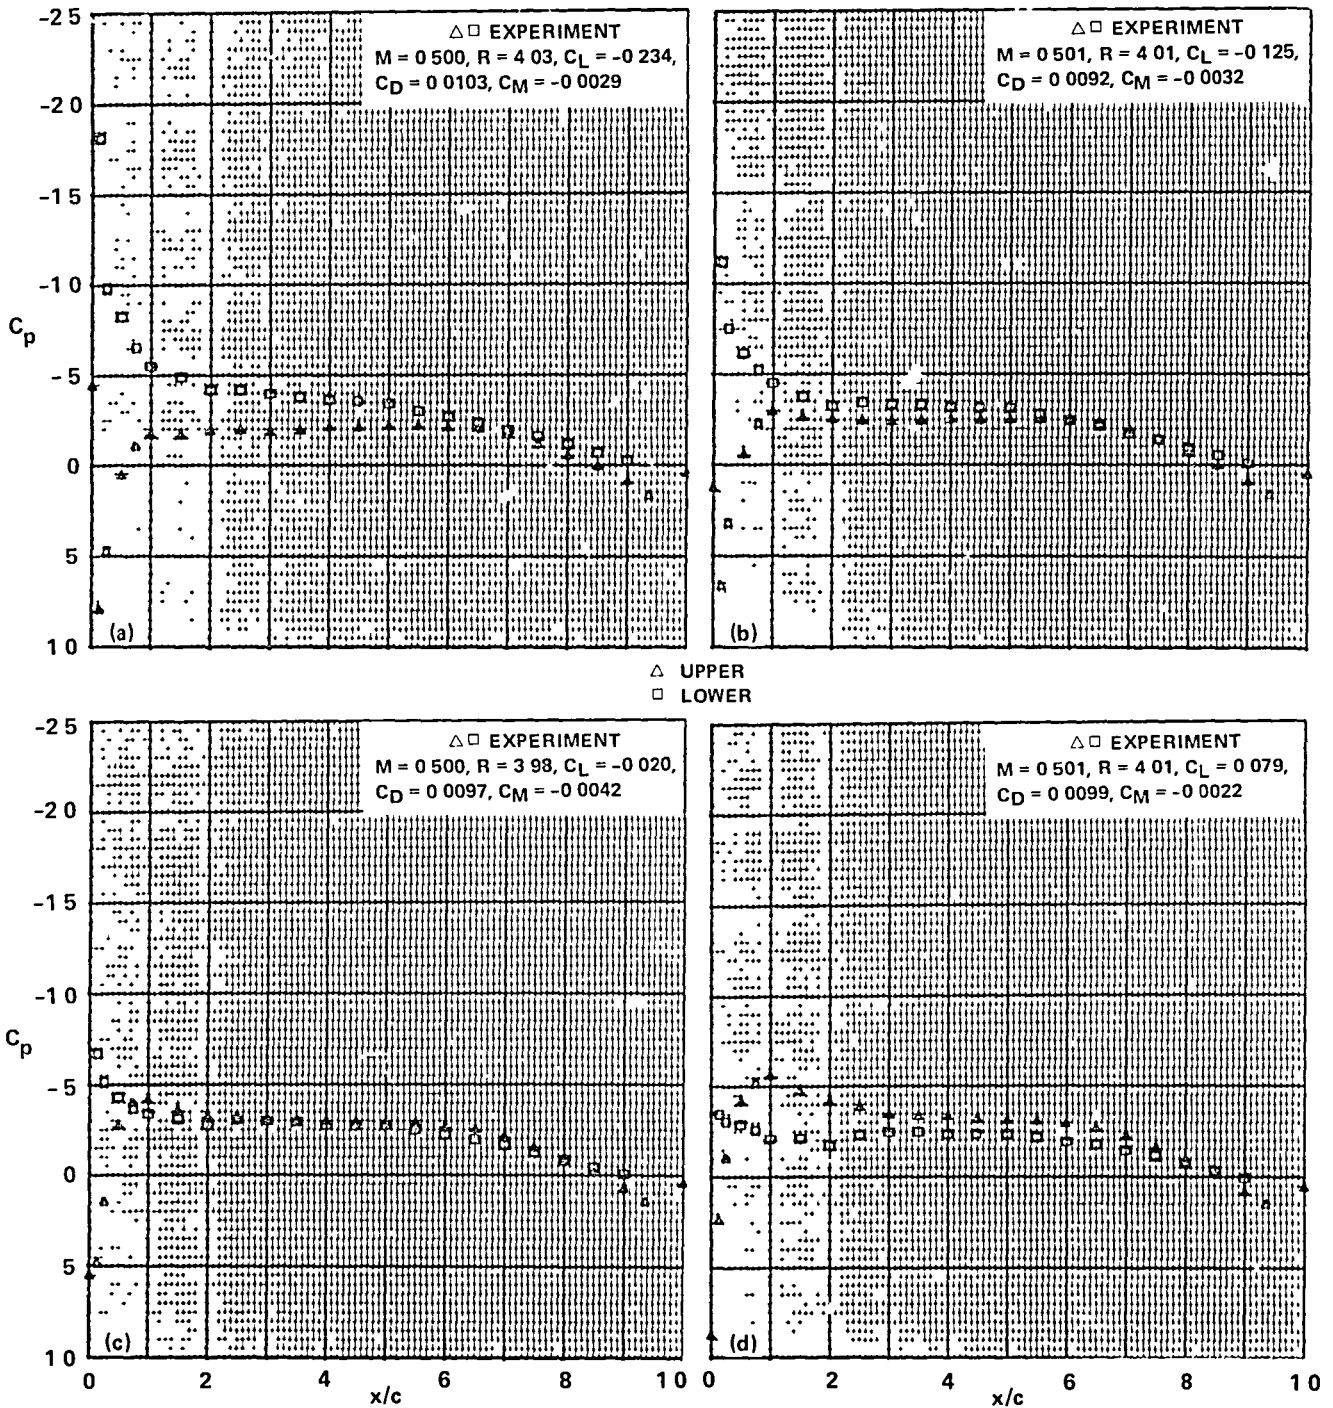 △ □ EXPERIMENT
M = 0 500, R = 4 03, CL = -0 234,
CD = 0 0103, CM = -0 0029
△ □ EXPERIMENT
M = 0 501, R = 4 01, CL = -0 125,
CD = 0 0092, CM = -0 0032
-2 5
-2 0
-1 5
-1 0
Cp
- 5
0
5
1 0
(a)
(b)
△ UPPER
□ LOWER
△ □ EXPERIMENT
M = 0 500, R = 3 98, CL = -0 020,
CD = 0 0097, CM = -0 0042
△ □ EXPERIMENT
M = 0 501, R = 4 01, CL = 0 079,
CD = 0 0099, CM = -0 0022
-2 5
-2 0
-1 5
-1 0
Cp
- 5
0
5
1 0
(c)
(d)
0 2 4 6 8 1 0
x/c
0 2 4 6 8 1 0
x/c